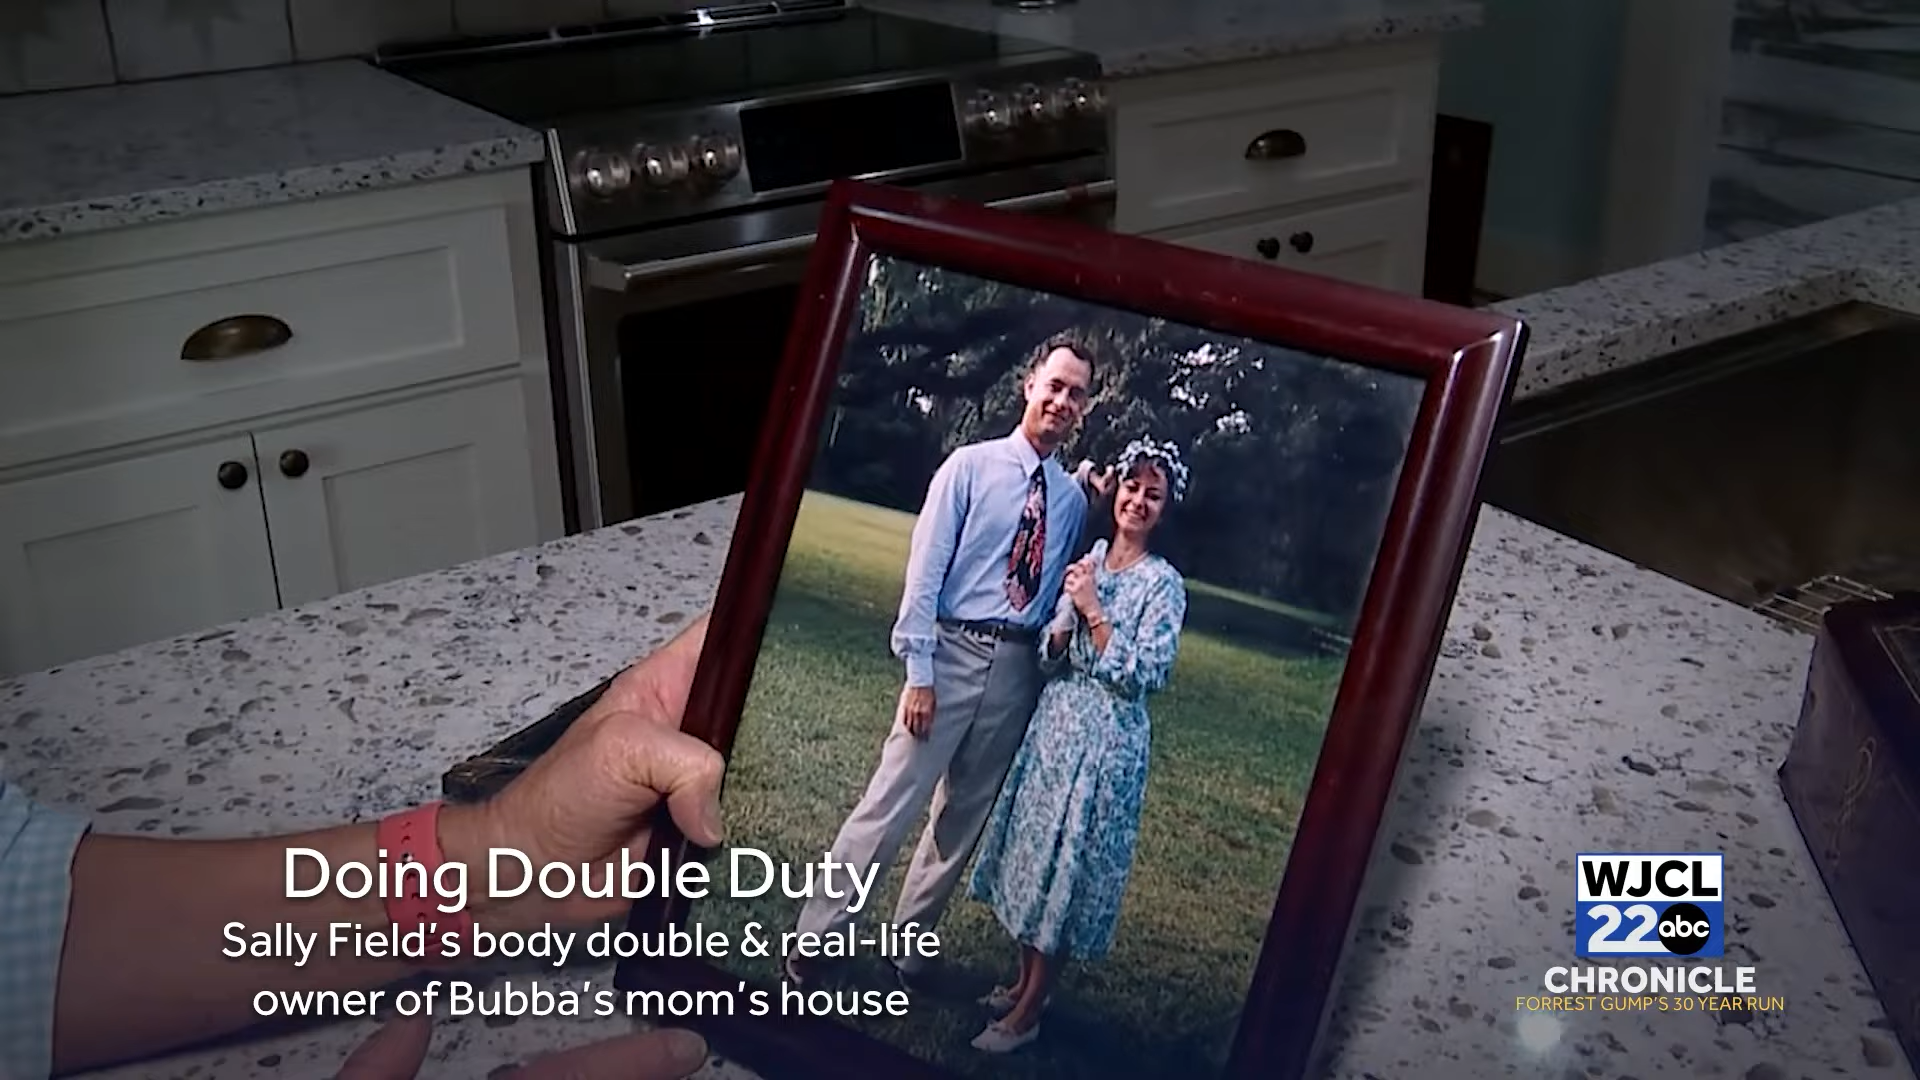 Doing Double Duty
Sally Field's body double & real-life
owner of Bubba's mom's house
WJCL
22 abc
CHRONICLE
FORREST GUMP'S 30 YEAR RUN